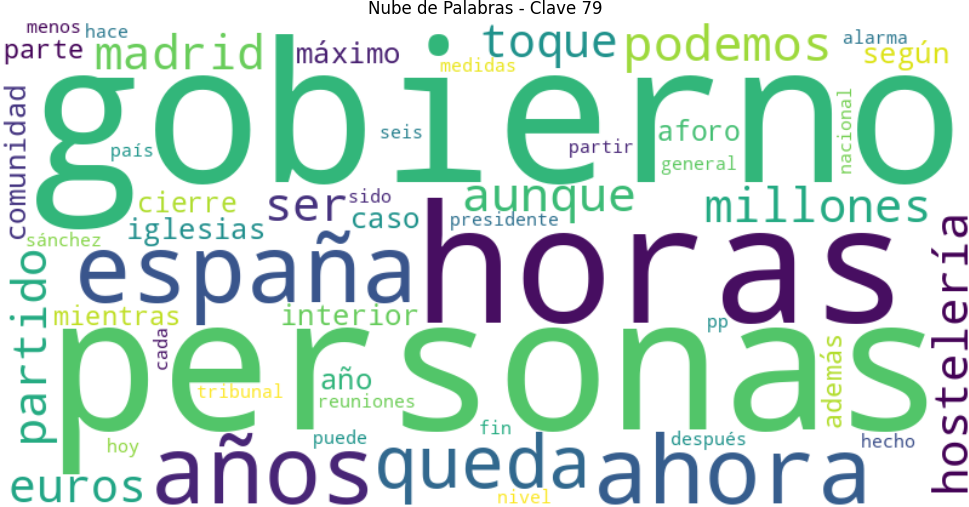 Nube de Palabras - Clave 79
menos
hace
parte
madrid
máximo
toque
podemos
alarma
según
medidas
gobierno
comunidad
país
seis
partir
aforo
general
nacional
cierre
ser
sido
aunque
millones
iglesias
caso
presidente
sánchez
españa
horas
hostelería
partido
mientras
interior
pp
cada
personas
además
año
tribunal
reuniones
hoy
puede
fin
después
hecho
euros
años
queda
ahora
nivel